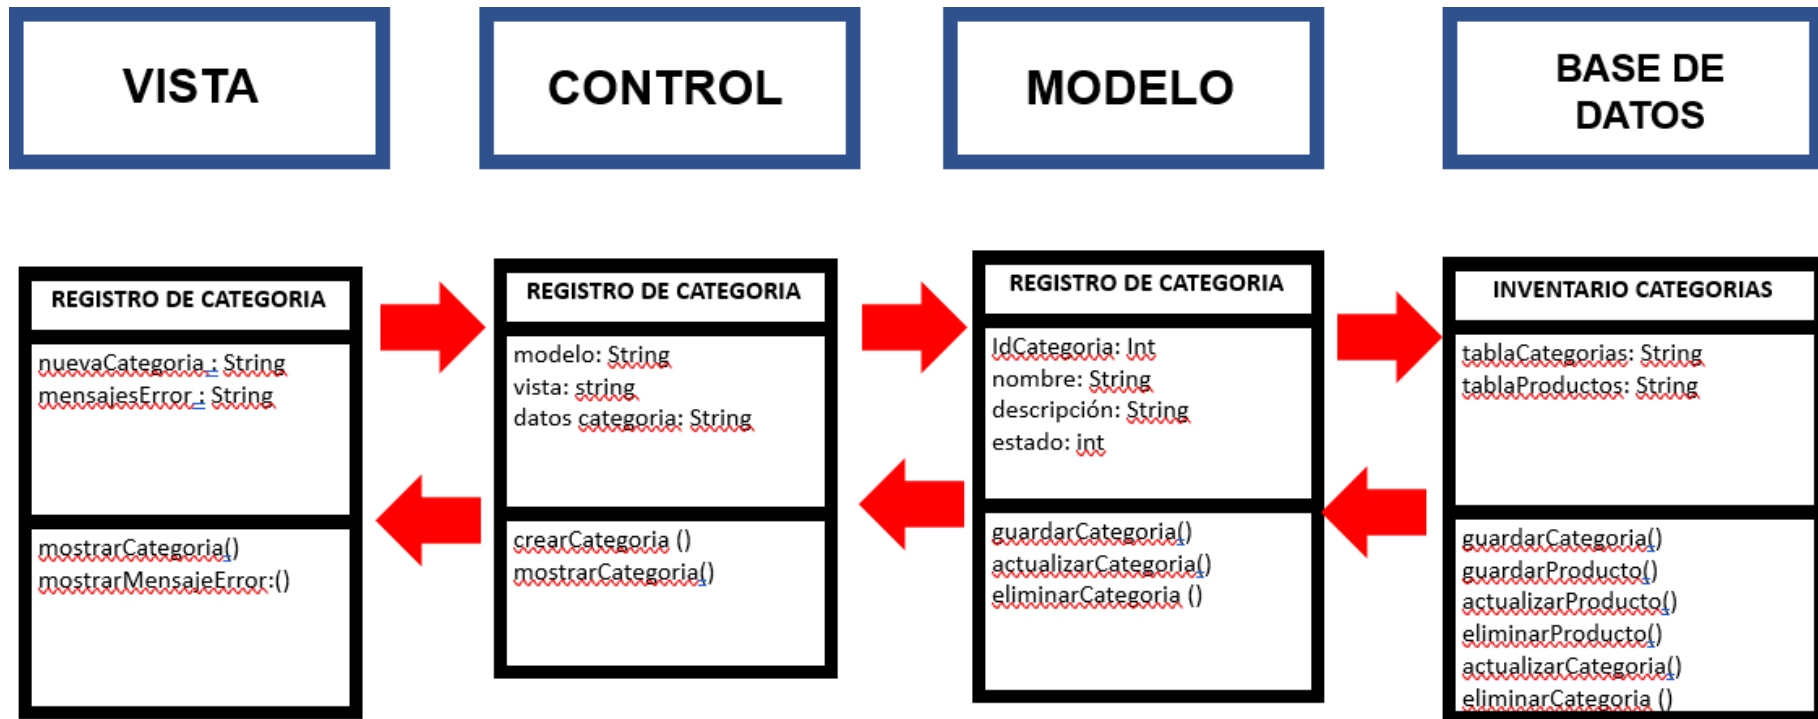 VISTA
CONTROL
MODELO
BASE DE
DATOS
REGISTRO DE CATEGORIA
nuevaCategoria : String
mensajesError : String
mostrarCategoria()
mostrarMensajeError:()
REGISTRO DE CATEGORIA
modelo: String
vista: string
datos categoria: String
crearCategoria ()
mostrarCategoria()
REGISTRO DE CATEGORIA
IdCategoria: Int
nombre: String
descripción: String
estado: int
guardarCategoria()
actualizarCategoria()
eliminarCategoria ()
INVENTARIO CATEGORIAS
tablaCategorias: String
tablaProductos: String
guardarCategoria()
guardarProducto()
actualizarProducto()
eliminarProducto()
actualizarCategoria()
eliminarCategoria ()